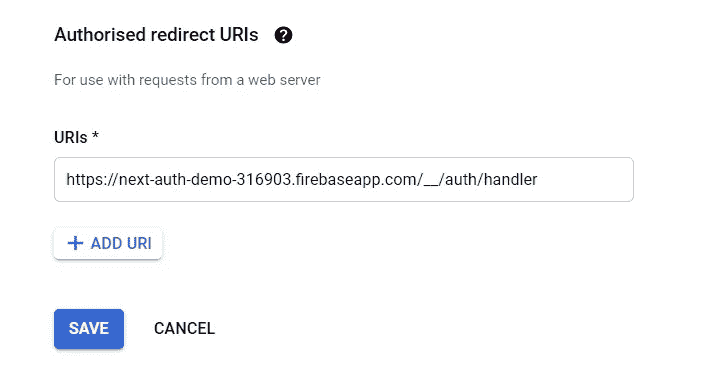 Authorised redirect URIs ?
For use with requests from a web server
URIs *
https://next-auth-demo-316903.firebaseapp.com/__/auth/handler
+ ADD URI
SAVE CANCEL